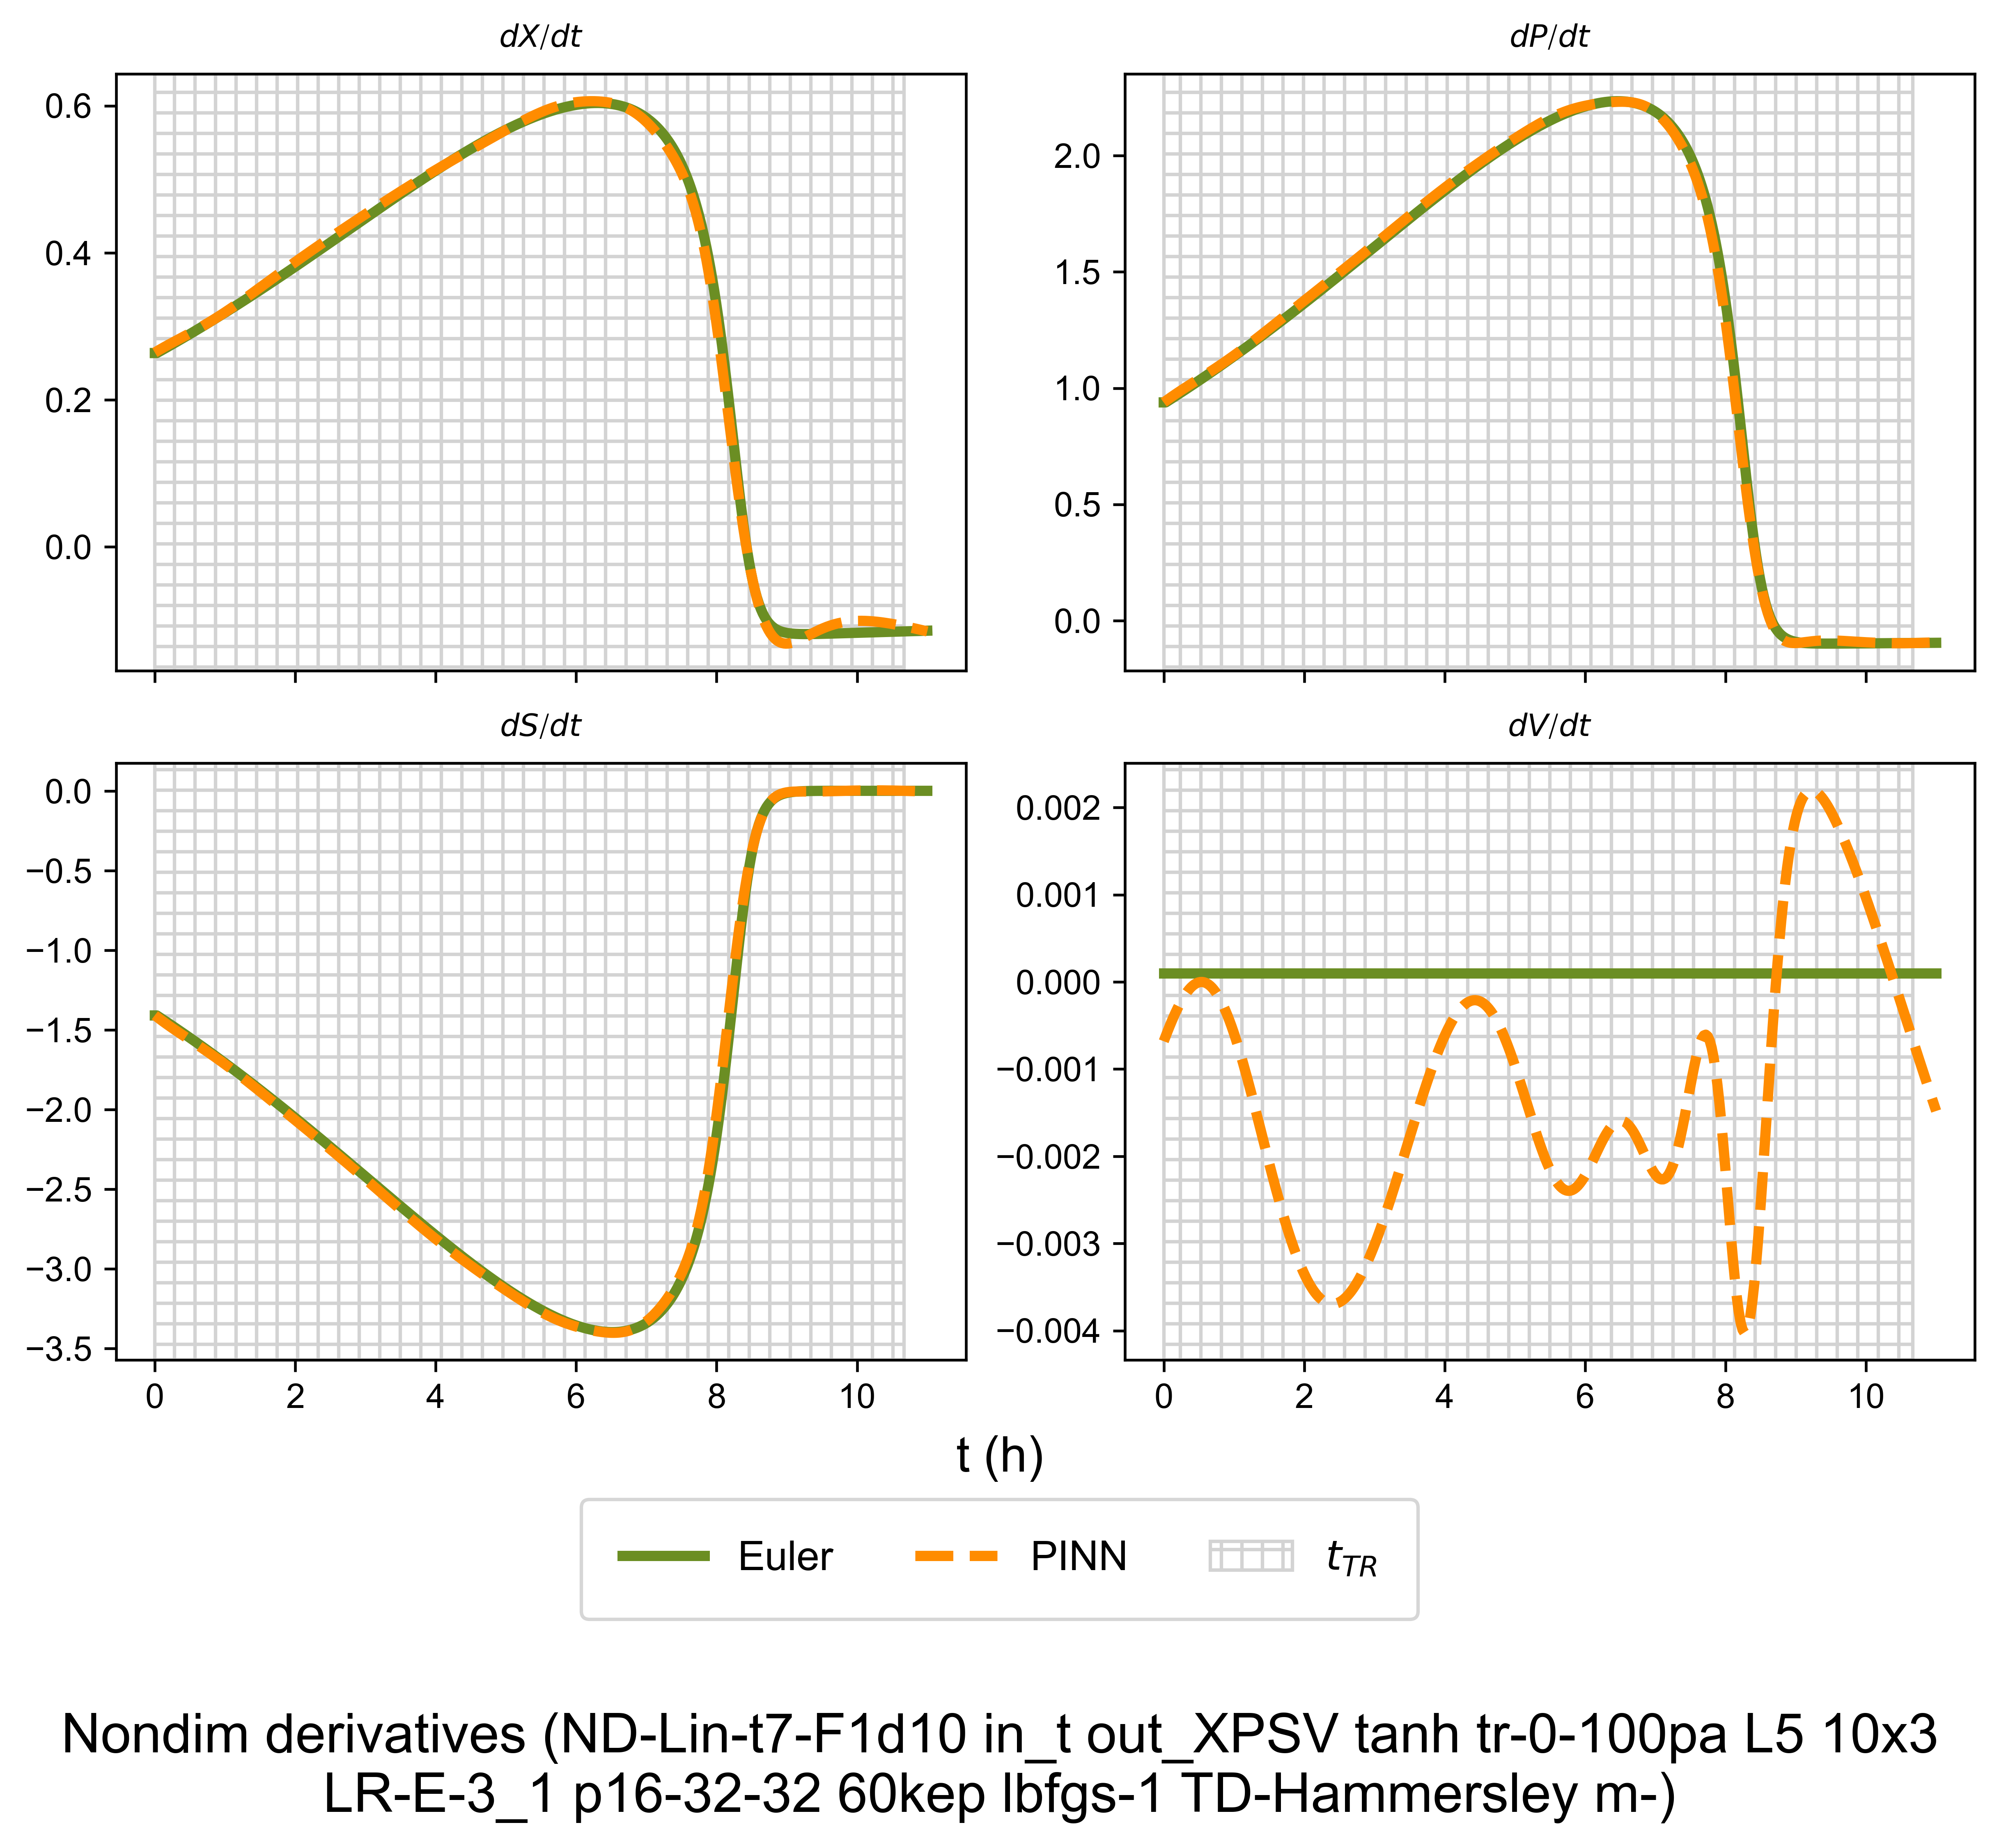 dX/dt
dP/dt
0.6
0.4
0.2
0.0
2.0
1.5
1.0
0.5
0.0
dS/dt
dV/dt
0.0
−0.5
−1.0
−1.5
−2.0
−2.5
−3.0
−3.5
0 2 4 6 8 10
0.002
0.001
0.000
−0.001
−0.002
−0.003
−0.004
0 2 4 6 8 10
t (h)
Euler PINN t_TR
Nondim derivatives (ND-Lin-t7-F1d10 in_t out_XPSV tanh tr-0-100pa L5 10x3
LR-E-3_1 p16-32-32 60kep lbfgs-1 TD-Hammersley m-)